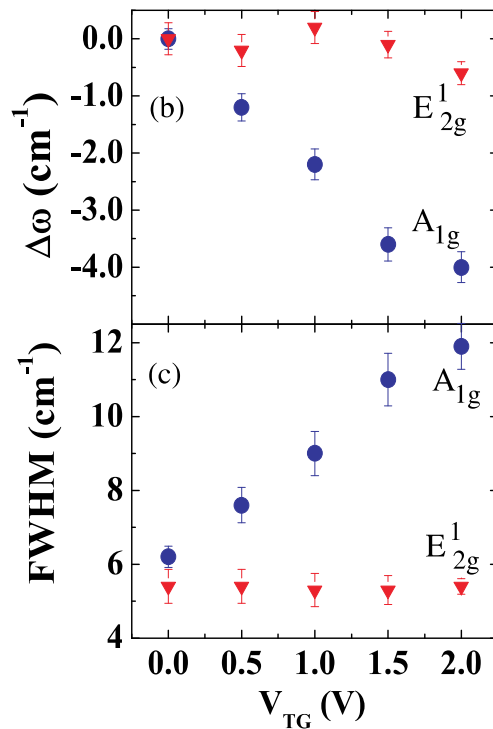 0.0
-1.0
-2.0
-3.0
-4.0
Δω (cm⁻¹)
(b)
E¹₂g
A₁g
12
10
8
6
4
FWHM (cm⁻¹)
(c)
A₁g
E¹₂g
0.0 0.5 1.0 1.5 2.0
V_TG (V)